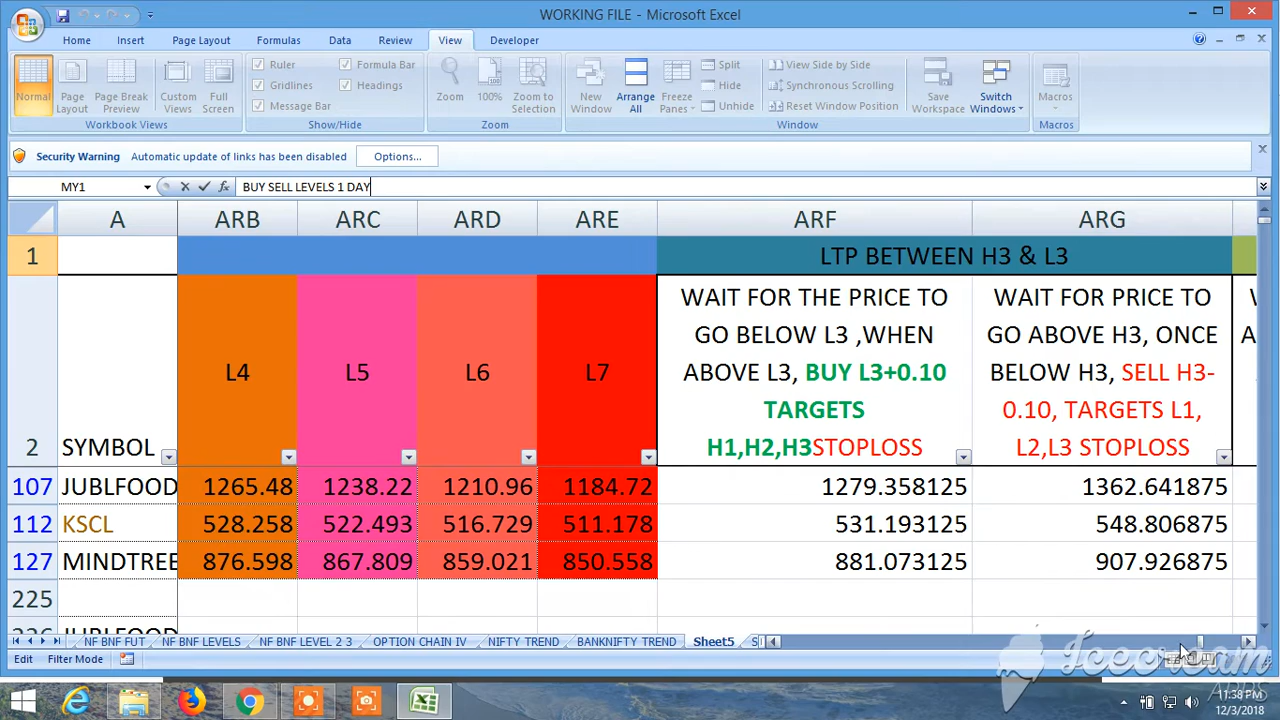 WORKING FILE - Microsoft Excel
Home Insert Page Layout Formulas Data Review View Developer
Ruler Formula Bar Split View Side by Side
Gridlines Headings Hide Synchronous Scrolling
Message Bar Unhide Reset Window Position
Normal Page Layout Page Break Preview Custom Views Full Screen Zoom 100% Zoom to Selection New Window Arrange All Freeze Panes Save Workspace Switch Windows Macros
Workbook Views Show/Hide Zoom Window Macros
Security Warning Automatic update of links has been disabled Options...
MY1 fx BUY SELL LEVELS 1 DAY
A ARB ARC ARD ARE ARF ARG
1 LTP BETWEEN H3 & L3
WAIT FOR THE PRICE TO GO BELOW L3 ,WHEN ABOVE L3, BUY L3+0.10 TARGETS H1,H2,H3STOPLOSS
WAIT FOR PRICE TO GO ABOVE H3, ONCE BELOW H3, SELL H3-0.10, TARGETS L1, L2,L3 STOPLOSS
L4 L5 L6 L7
2 SYMBOL
107 JUBLFOOD 1265.48 1238.22 1210.96 1184.72 1279.358125 1362.641875
112 KSCL 528.258 522.493 516.729 511.178 531.193125 548.806875
127 MINDTREE 876.598 867.809 859.021 850.558 881.073125 907.926875
225
NF BNF FUT NF BNF LEVELS NF BNF LEVEL 2 3 OPTION CHAIN IV NIFTY TREND BANKNIFTY TREND Sheet5
Edit Filter Mode
Icecream
APPS
11:38 PM
12/3/2018